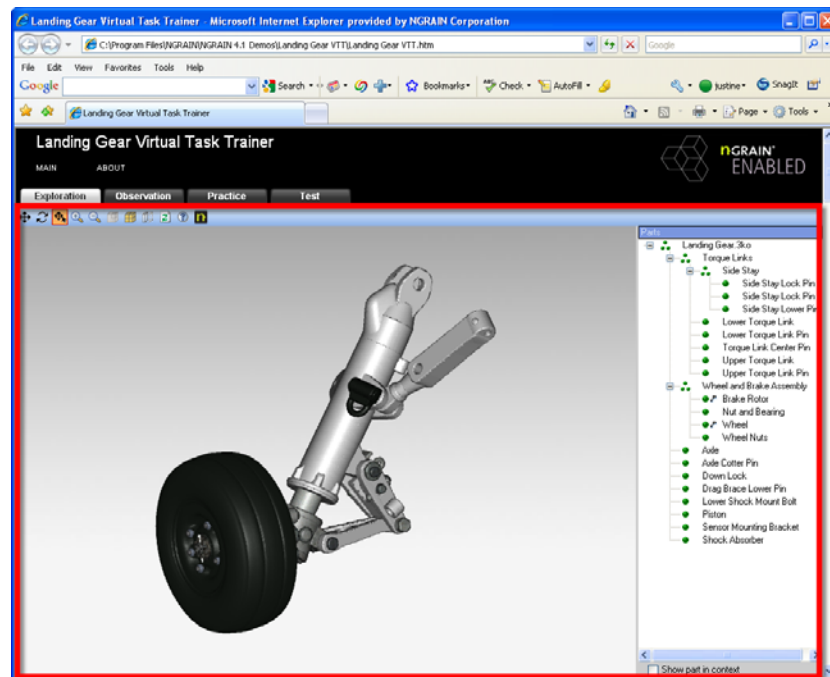 Landing Gear Virtual Task Trainer - Microsoft Internet Explorer provided by NGRAIN Corporation
C:\Program Files\NGRAIN\NGRAIN 4.1 Demos\Landing Gear VTT\Landing Gear VTT.htm
Google
File Edit View Favorites Tools Help
Google Search Bookmarks Check AutoFill justine SnagIt
Landing Gear Virtual Task Trainer Page Tools
Landing Gear Virtual Task Trainer
nGRAIN
ENABLED
MAIN ABOUT
Exploration Observation Practice Test
n
Parts
Landing Gear.3ko
Torque Links
Side Stay
Side Stay Lock Pin
Side Stay Lock Pin
Side Stay Lower Pin
Lower Torque Link
Lower Torque Link Pin
Torque Link Center Pin
Upper Torque Link
Upper Torque Link Pin
Wheel and Brake Assembly
Brake Rotor
Nut and Bearing
Wheel
Wheel Nuts
Axle
Axle Cotter Pin
Down Lock
Drag Brace Lower Pin
Lower Shock Mount Bolt
Piston
Sensor Mounting Bracket
Shock Absorber
Show part in context